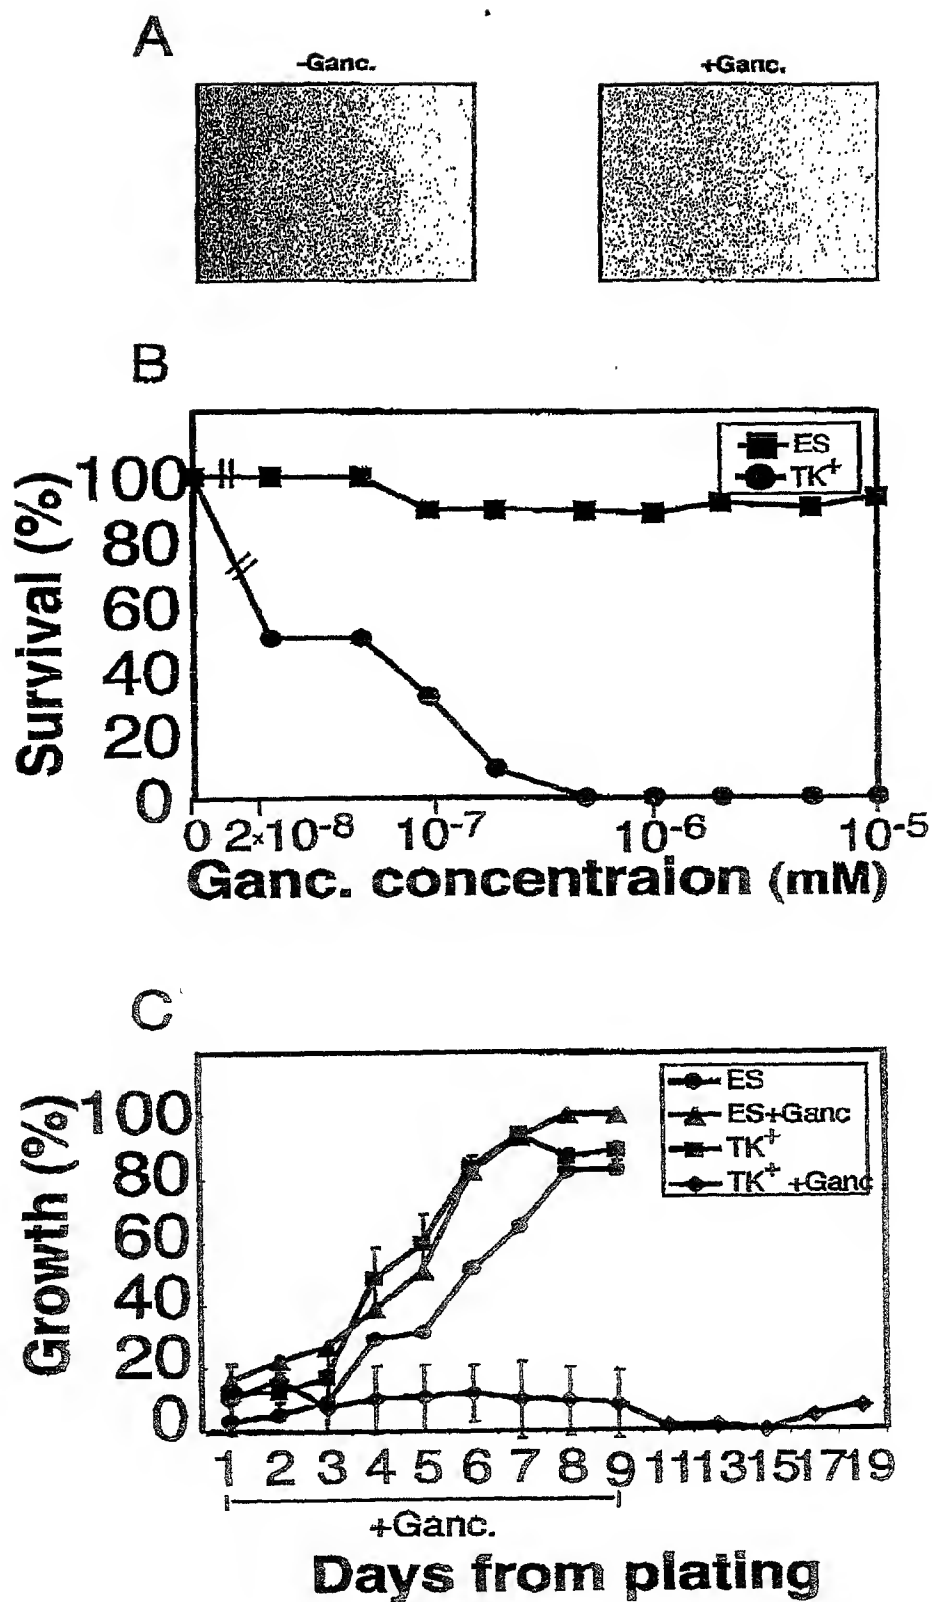 A
-Ganc.
+Ganc.
B
Survival (%)
100
80
60
40
20
0
ES
TK+
0 2×10-8 10-7 10-6 10-5
Ganc. concentraion (mM)
C
Growth (%)
100
80
60
40
20
0
ES
ES+Ganc
TK+
TK+ +Ganc
1 2 3 4 5 6 7 8 9 11 13 15 17 19
+Ganc.
Days from plating